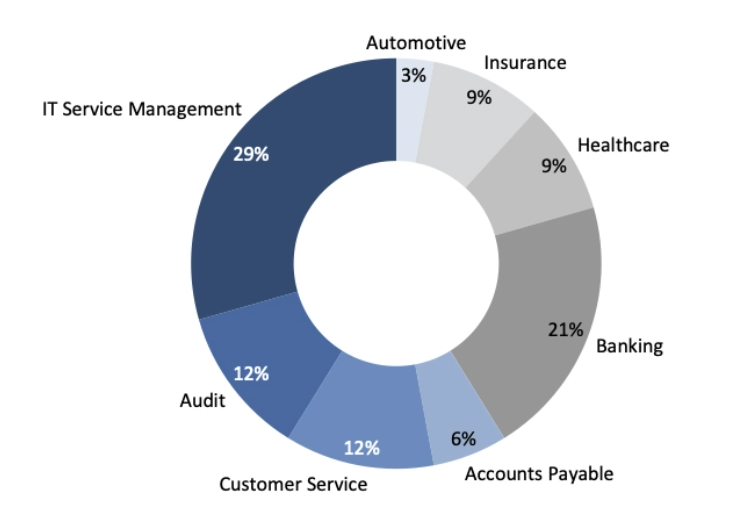 Automotive
3%
Insurance
9%
Healthcare
9%
Banking
21%
Accounts Payable
6%
Customer Service
12%
Audit
12%
IT Service Management
29%